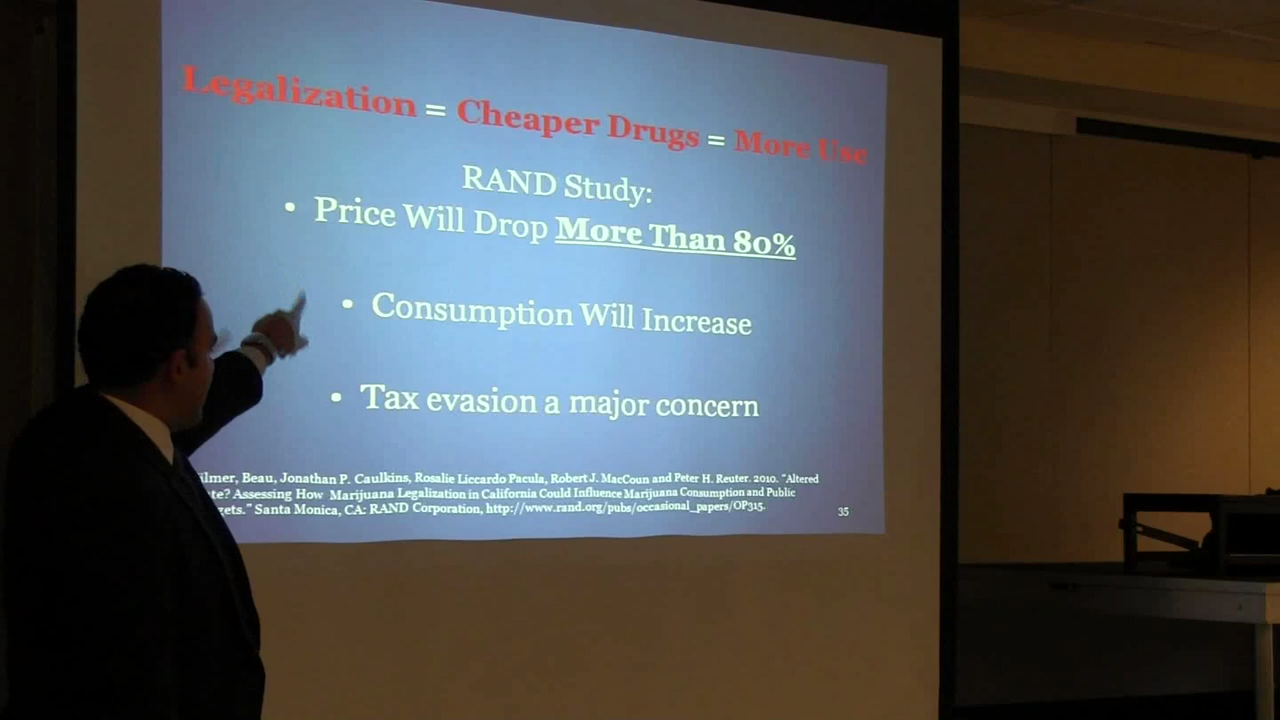 Legalization = Cheaper Drugs = More Use
RAND Study:
• Price Will Drop More Than 80%
• Consumption Will Increase
• Tax evasion a major concern
ilmer, Beau, Jonathan P. Caulkins, Rosalie Liccardo Pacula, Robert J. MacCoun and Peter H. Reuter. 2010. "Altered
te? Assessing How Marijuana Legalization in California Could Influence Marijuana Consumption and Public
gets." Santa Monica, CA: RAND Corporation, http://www.rand.org/pubs/occasional_papers/OP315.
35